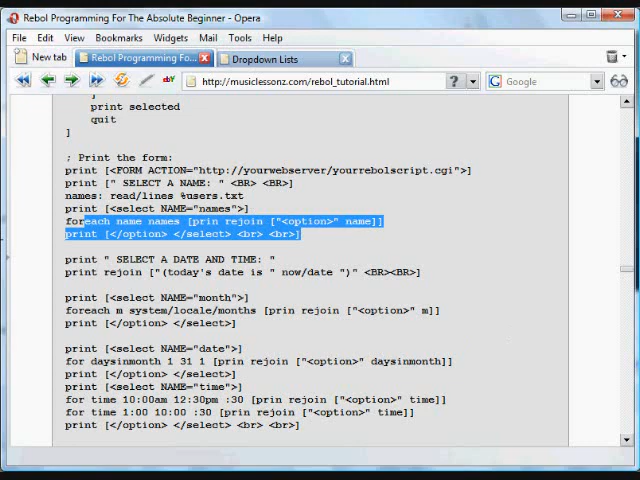 Rebol Programming For The Absolute Beginner - Opera
File Edit View Bookmarks Widgets Mail Tools Help
New tab Rebol Programming Fo... Dropdown Lists
http://musiclessonz.com/rebol_tutorial.html ? Google
]
print selected
quit
]
; Print the form:
print [<FORM ACTION="http://yourwebserver/yourrebolscript.cgi">]
print [" SELECT A NAME: " <BR> <BR>]
names: read/lines %users.txt
print [<select NAME="names">]
foreach name names [prin rejoin ["<option>" name]]
print [</option> </select> <br> <br>]
print " SELECT A DATE AND TIME: "
print rejoin ["(today's date is " now/date ")" <BR><BR>]
print [<select NAME="month">]
foreach m system/locale/months [prin rejoin ["<option>" m]]
print [</option> </select>]
print [<select NAME="date">]
for daysinmonth 1 31 1 [prin rejoin ["<option>" daysinmonth]]
print [</option> </select>]
print [<select NAME="time">]
for time 10:00am 12:30pm :30 [prin rejoin ["<option>" time]]
for time 1:00 10:00 :30 [prin rejoin ["<option>" time]]
print [</option> </select> <br> <br>]